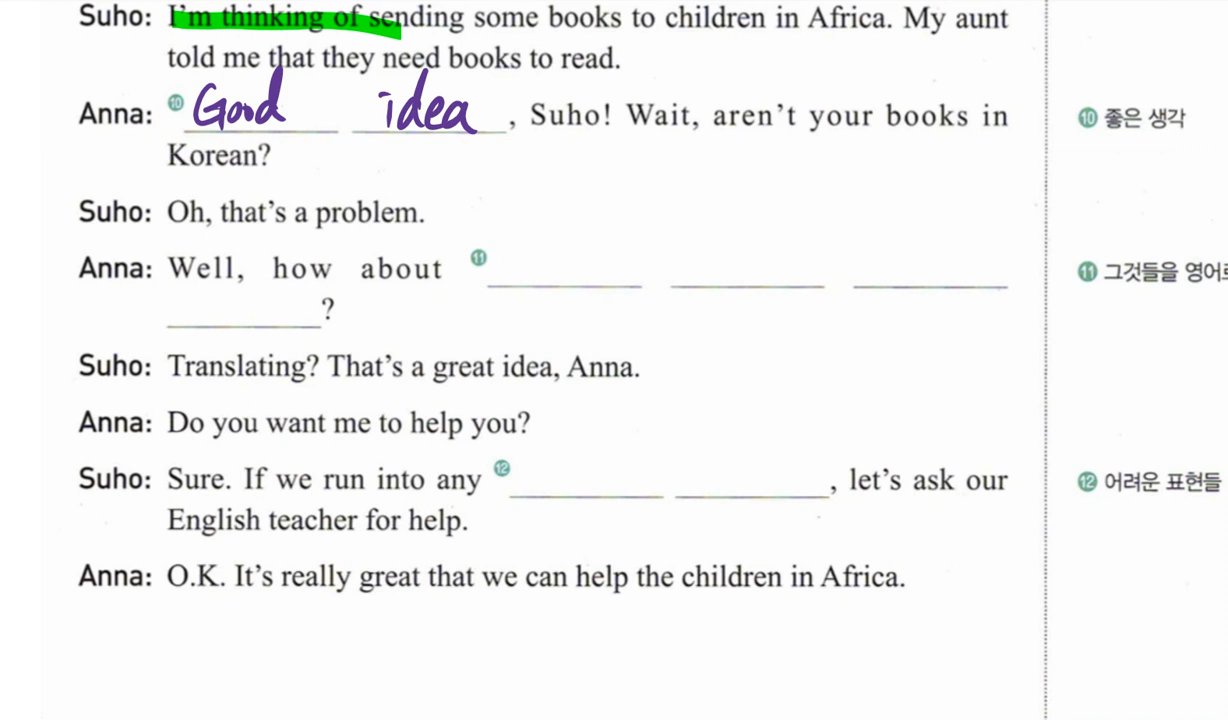 Suho: I'm thinking of sending some books to children in Africa. My aunt
told me that they need books to read.
Anna: ⑩ Good idea, Suho! Wait, aren't your books in ⑩ 좋은 생각
Korean?
Suho: Oh, that's a problem.
Anna: Well, how about ⑪ ⑪ 그것들을 영어로
?
Suho: Translating? That's a great idea, Anna.
Anna: Do you want me to help you?
Suho: Sure. If we run into any ⑫ , let's ask our ⑫ 어려운 표현들
English teacher for help.
Anna: O.K. It's really great that we can help the children in Africa.